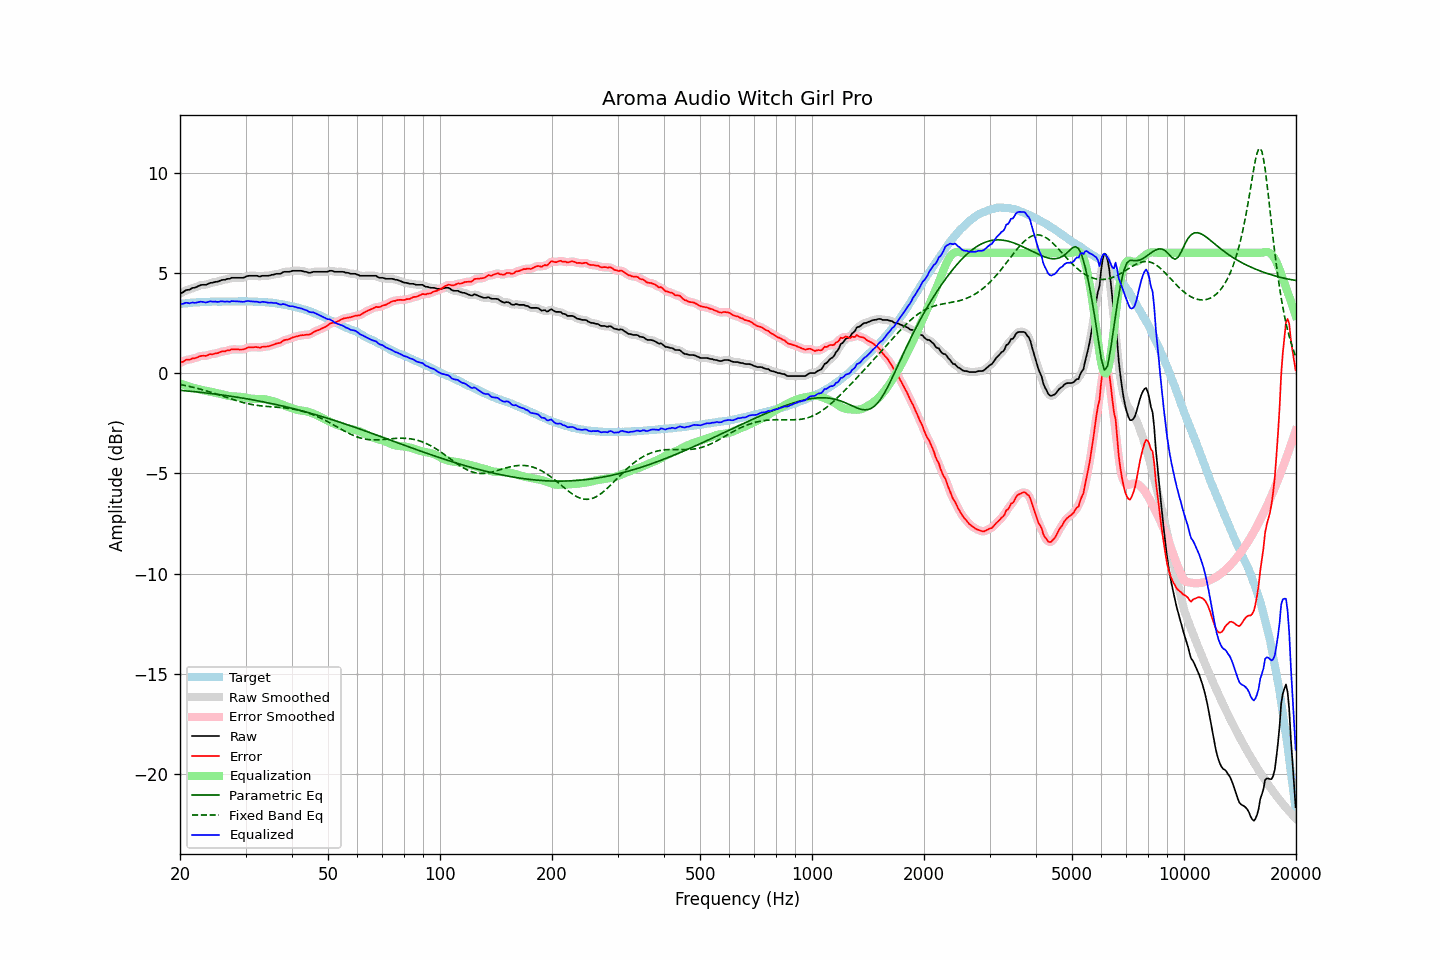 Aroma Audio Witch Girl Pro
10
5
0
−5
−10
−15
−20
Amplitude (dBr)
Target
Raw Smoothed
Error Smoothed
Raw
Error
Equalization
Parametric Eq
Fixed Band Eq
Equalized
20 50 100 200 500 1000 2000 5000 10000 20000
Frequency (Hz)